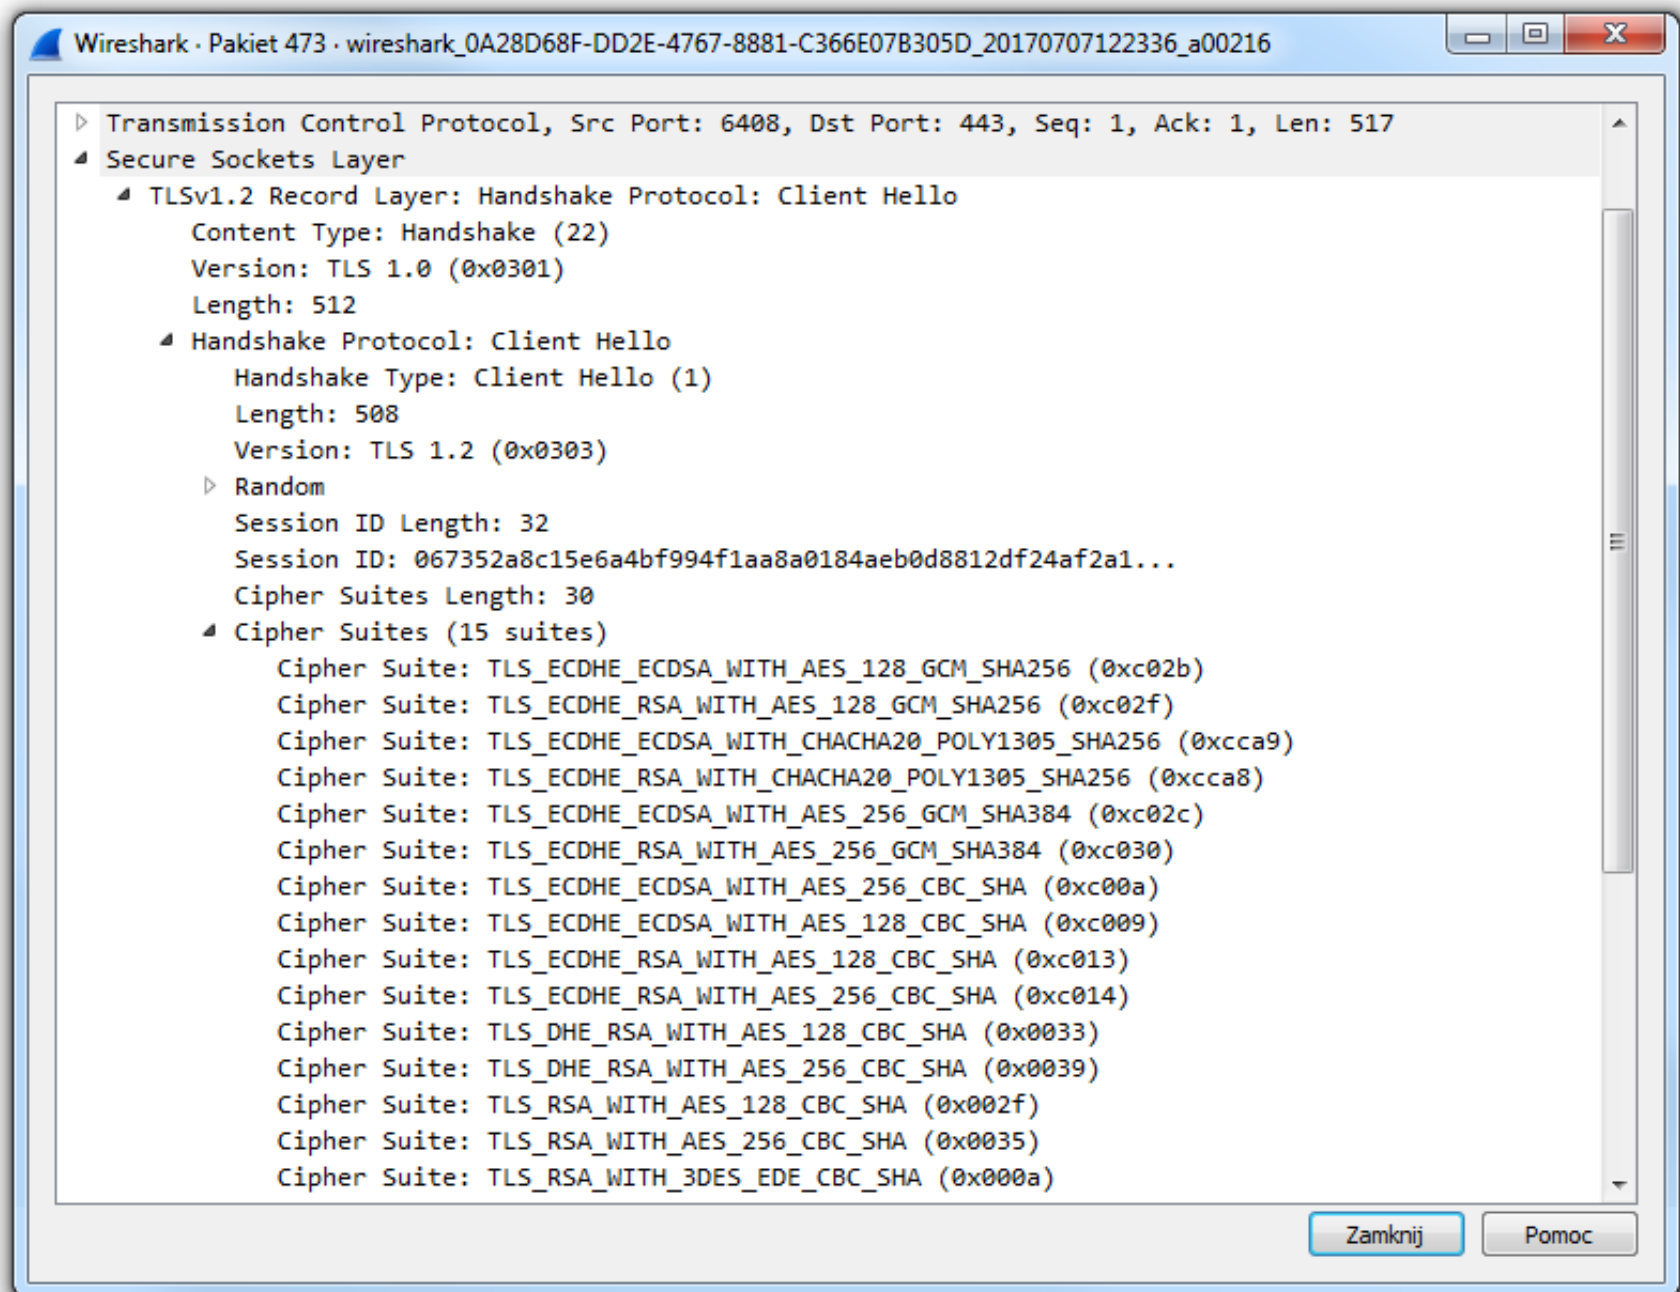 Wireshark · Pakiet 473 · wireshark_0A28D68F-DD2E-4767-8881-C366E07B305D_20170707122336_a00216
Transmission Control Protocol, Src Port: 6408, Dst Port: 443, Seq: 1, Ack: 1, Len: 517
Secure Sockets Layer
TLSv1.2 Record Layer: Handshake Protocol: Client Hello
Content Type: Handshake (22)
Version: TLS 1.0 (0x0301)
Length: 512
Handshake Protocol: Client Hello
Handshake Type: Client Hello (1)
Length: 508
Version: TLS 1.2 (0x0303)
Random
Session ID Length: 32
Session ID: 067352a8c15e6a4bf994f1aa8a0184aeb0d8812df24af2a1...
Cipher Suites Length: 30
Cipher Suites (15 suites)
Cipher Suite: TLS_ECDHE_ECDSA_WITH_AES_128_GCM_SHA256 (0xc02b)
Cipher Suite: TLS_ECDHE_RSA_WITH_AES_128_GCM_SHA256 (0xc02f)
Cipher Suite: TLS_ECDHE_ECDSA_WITH_CHACHA20_POLY1305_SHA256 (0xcca9)
Cipher Suite: TLS_ECDHE_RSA_WITH_CHACHA20_POLY1305_SHA256 (0xcca8)
Cipher Suite: TLS_ECDHE_ECDSA_WITH_AES_256_GCM_SHA384 (0xc02c)
Cipher Suite: TLS_ECDHE_RSA_WITH_AES_256_GCM_SHA384 (0xc030)
Cipher Suite: TLS_ECDHE_ECDSA_WITH_AES_256_CBC_SHA (0xc00a)
Cipher Suite: TLS_ECDHE_ECDSA_WITH_AES_128_CBC_SHA (0xc009)
Cipher Suite: TLS_ECDHE_RSA_WITH_AES_128_CBC_SHA (0xc013)
Cipher Suite: TLS_ECDHE_RSA_WITH_AES_256_CBC_SHA (0xc014)
Cipher Suite: TLS_DHE_RSA_WITH_AES_128_CBC_SHA (0x0033)
Cipher Suite: TLS_DHE_RSA_WITH_AES_256_CBC_SHA (0x0039)
Cipher Suite: TLS_RSA_WITH_AES_128_CBC_SHA (0x002f)
Cipher Suite: TLS_RSA_WITH_AES_256_CBC_SHA (0x0035)
Cipher Suite: TLS_RSA_WITH_3DES_EDE_CBC_SHA (0x000a)
Zamknij
Pomoc